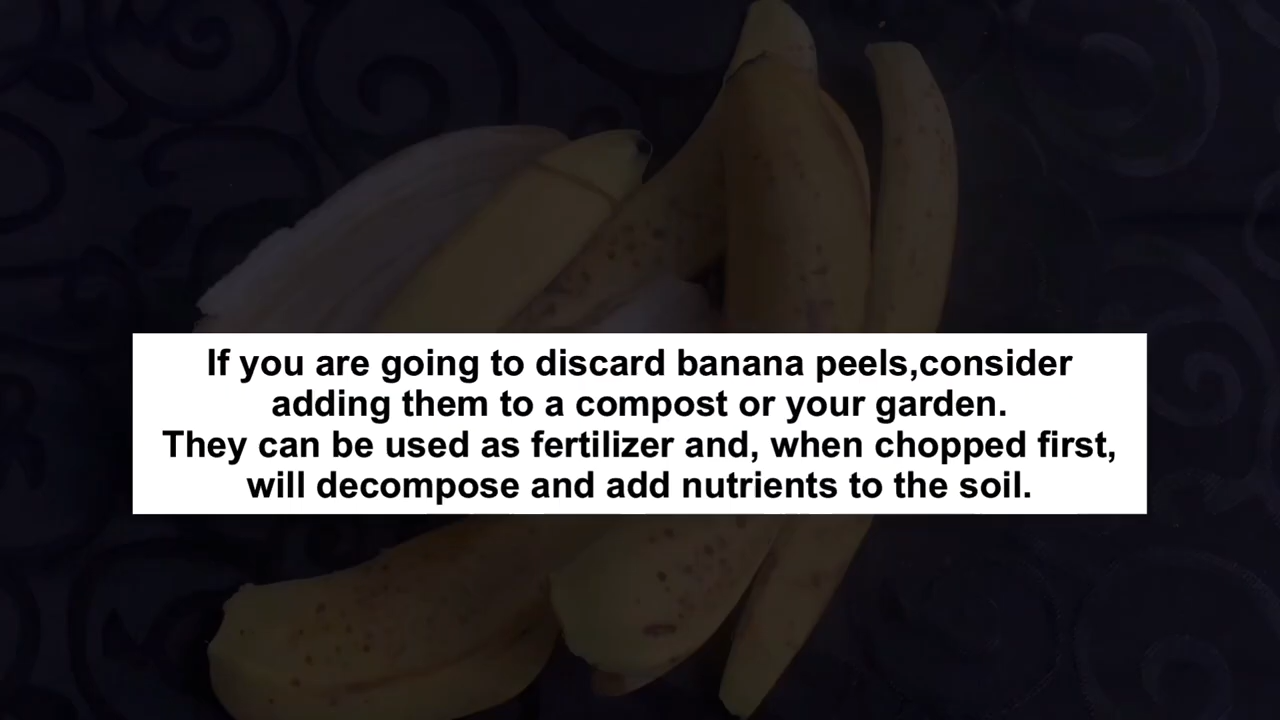 If you are going to discard banana peels,consider
adding them to a compost or your garden.
They can be used as fertilizer and, when chopped first,
will decompose and add nutrients to the soil.